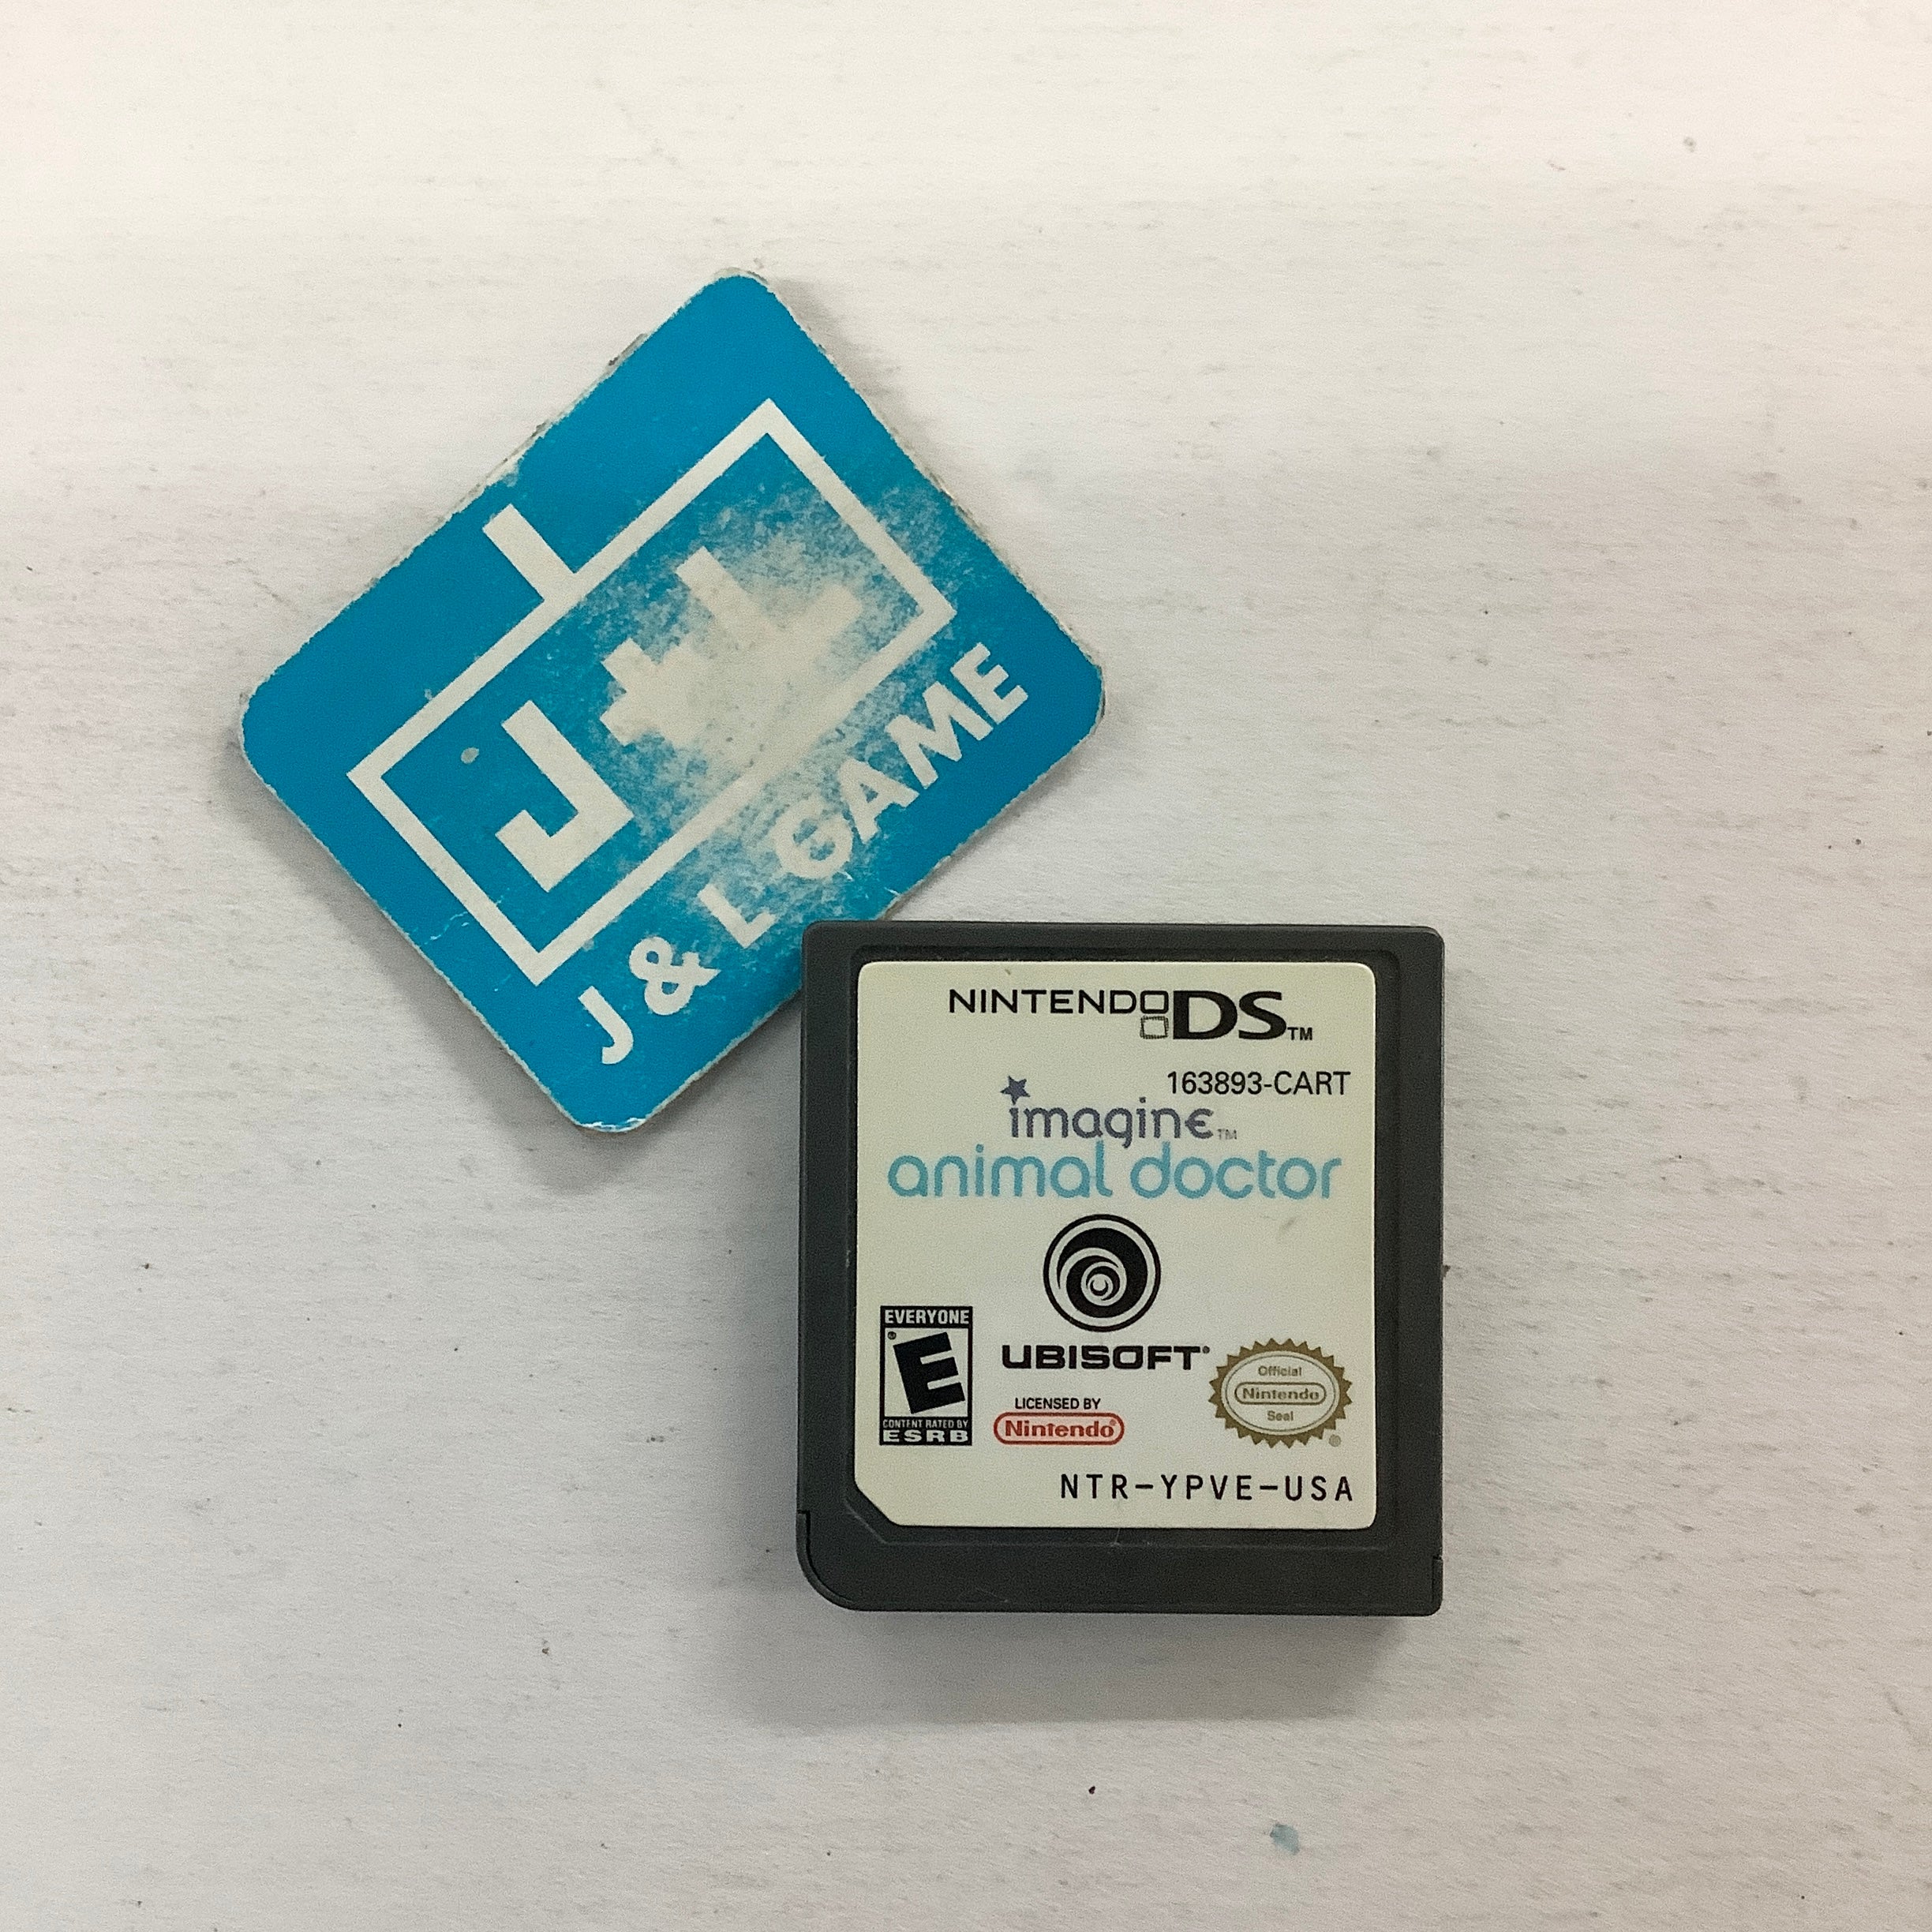 J+L
J & L GAME
NINTENDO DS™
163893-CART
imagine™
animal doctor
UBISOFT®
EVERYONE
E
CONTENT RATED BY
ESRB
LICENSED BY
Nintendo®
Official
Nintendo
Seal
NTR-YPVE-USA